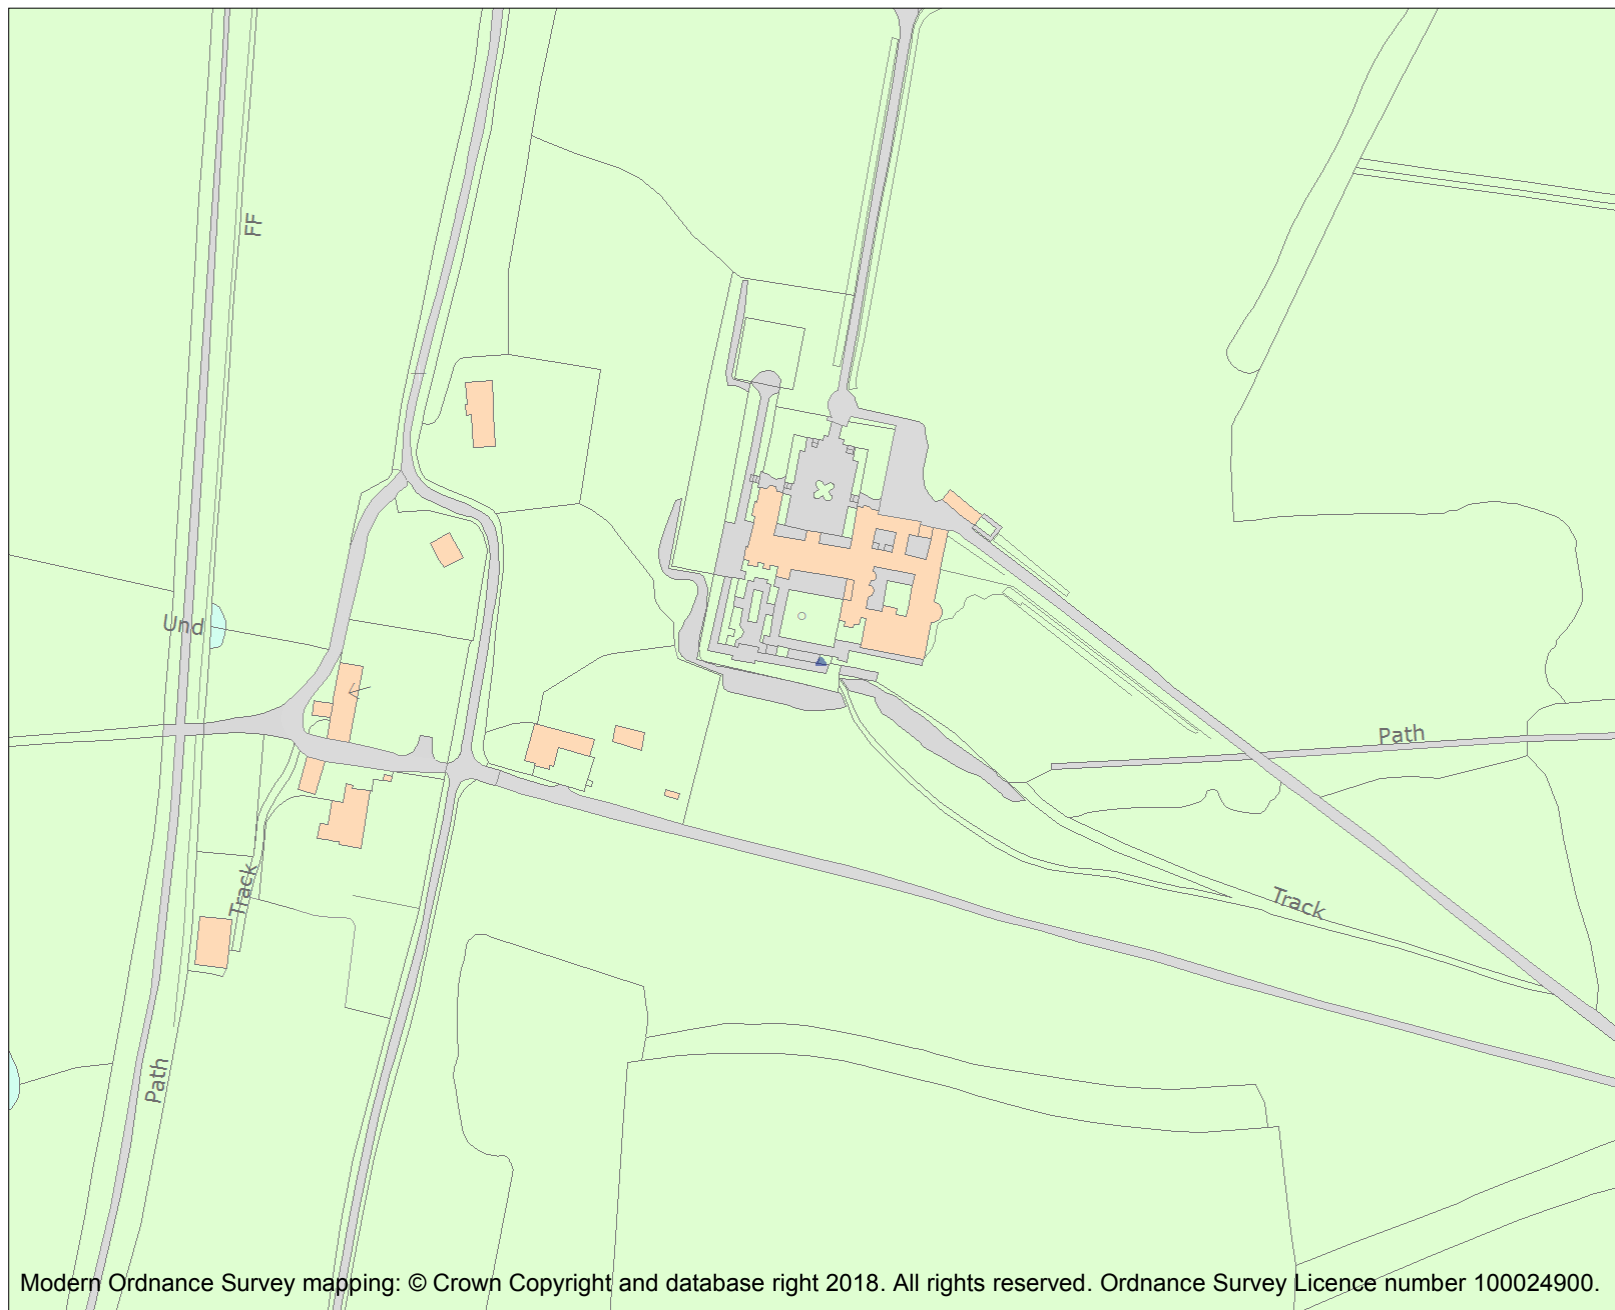 FF
Und
Path
Track
Track
Path
Modern Ordnance Survey mapping: © Crown Copyright and database right 2018. All rights reserved. Ordnance Survey Licence number 100024900.